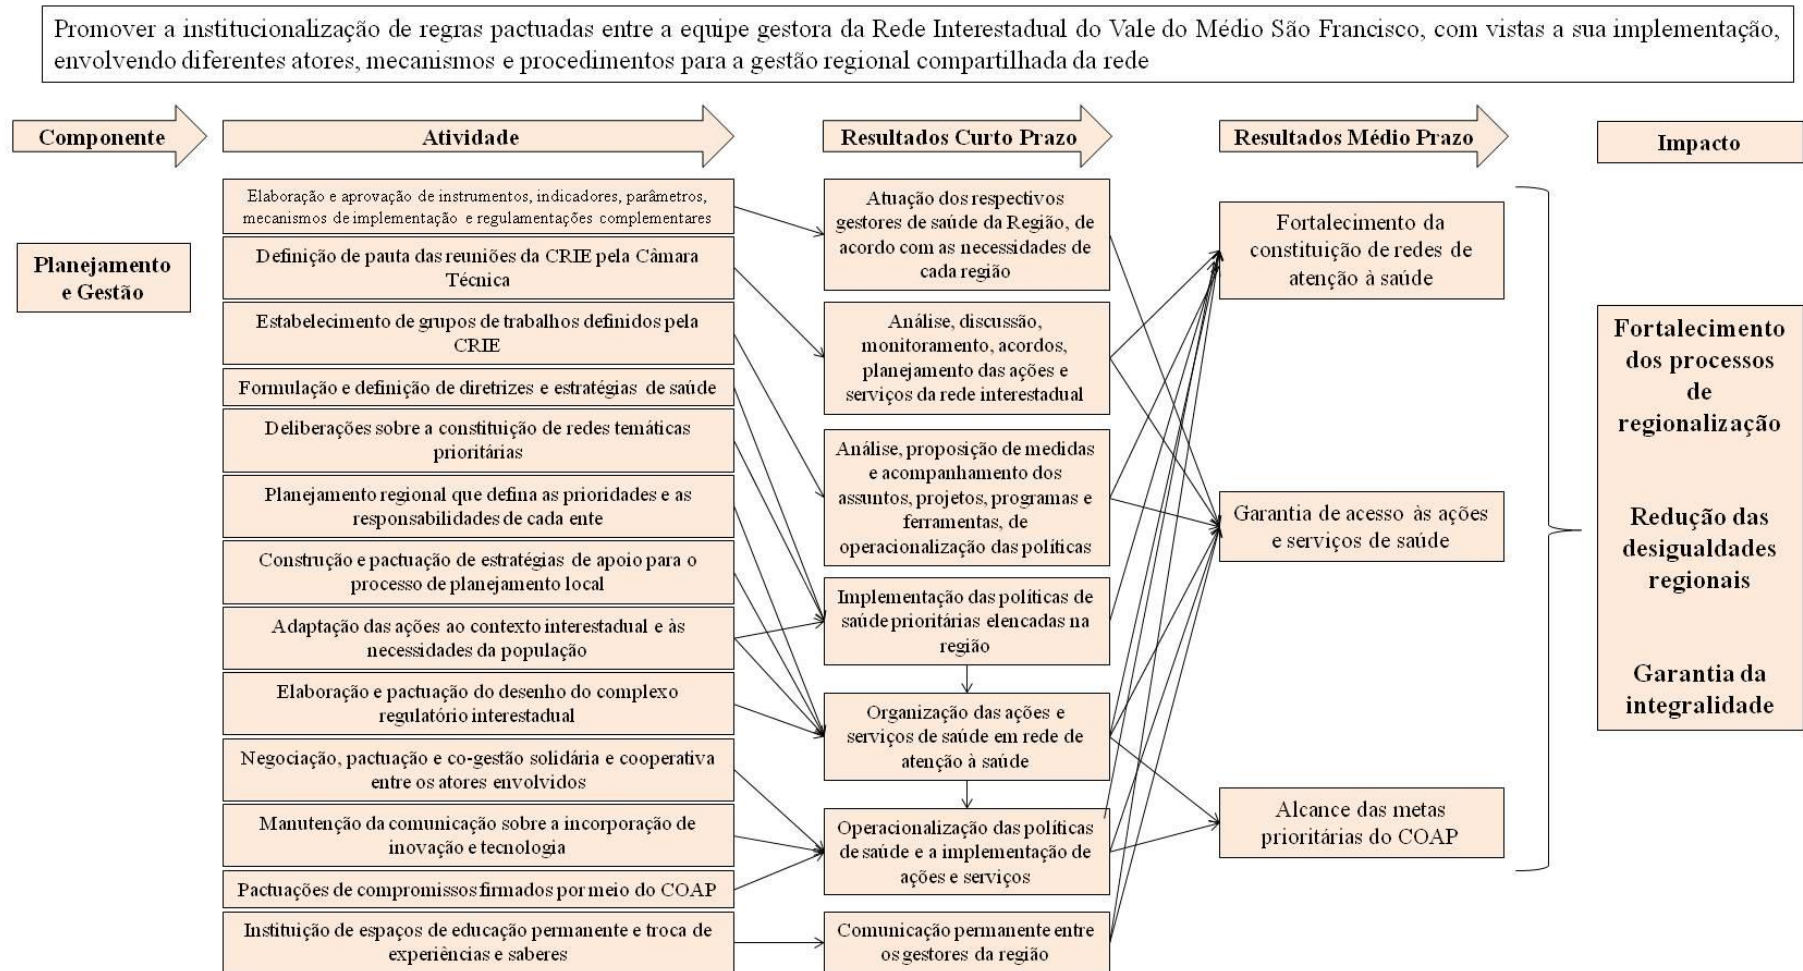 Promover a institucionalização de regras pactuadas entre a equipe gestora da Rede Interestadual do Vale do Médio São Francisco, com vistas a sua implementação,
envolvendo diferentes atores, mecanismos e procedimentos para a gestão regional compartilhada da rede
Componente
Atividade
Resultados Curto Prazo
Resultados Médio Prazo
Impacto
Planejamento
e Gestão
Elaboração e aprovação de instrumentos, indicadores, parâmetros,
mecanismos de implementação e regulamentações complementares
Definição de pauta das reuniões da CRIE pela Câmara
Técnica
Estabelecimento de grupos de trabalhos definidos pela
CRIE
Formulação e definição de diretrizes e estratégias de saúde
Deliberações sobre a constituição de redes temáticas
prioritárias
Planejamento regional que defina as prioridades e as
responsabilidades de cada ente
Construção e pactuação de estratégias de apoio para o
processo de planejamento local
Adaptação das ações ao contexto interestadual e às
necessidades da população
Elaboração e pactuação do desenho do complexo
regulatório interestadual
Negociação, pactuação e co-gestão solidária e cooperativa
entre os atores envolvidos
Manutenção da comunicação sobre a incorporação de
inovação e tecnologia
Pactuações de compromissos firmados por meio do COAP
Instituição de espaços de educação permanente e troca de
experiências e saberes
Atuação dos respectivos
gestores de saúde da Região, de
acordo com as necessidades de
cada região
Análise, discussão,
monitoramento, acordos,
planejamento das ações e
serviços da rede interestadual
Análise, proposição de medidas
e acompanhamento dos
assuntos, projetos, programas e
ferramentas, de
operacionalização das políticas
Implementação das políticas de
saúde prioritárias elencadas na
região
Organização das ações e
serviços de saúde em rede de
atenção à saúde
Operacionalização das políticas
de saúde e a implementação de
ações e serviços
Comunicação permanente entre
os gestores da região
Fortalecimento da
constituição de redes de
atenção à saúde
Garantia de acesso às ações
e serviços de saúde
Alcance das metas
prioritárias do COAP
Fortalecimento
dos processos
de
regionalização
Redução das
desigualdades
regionais
Garantia da
integralidade